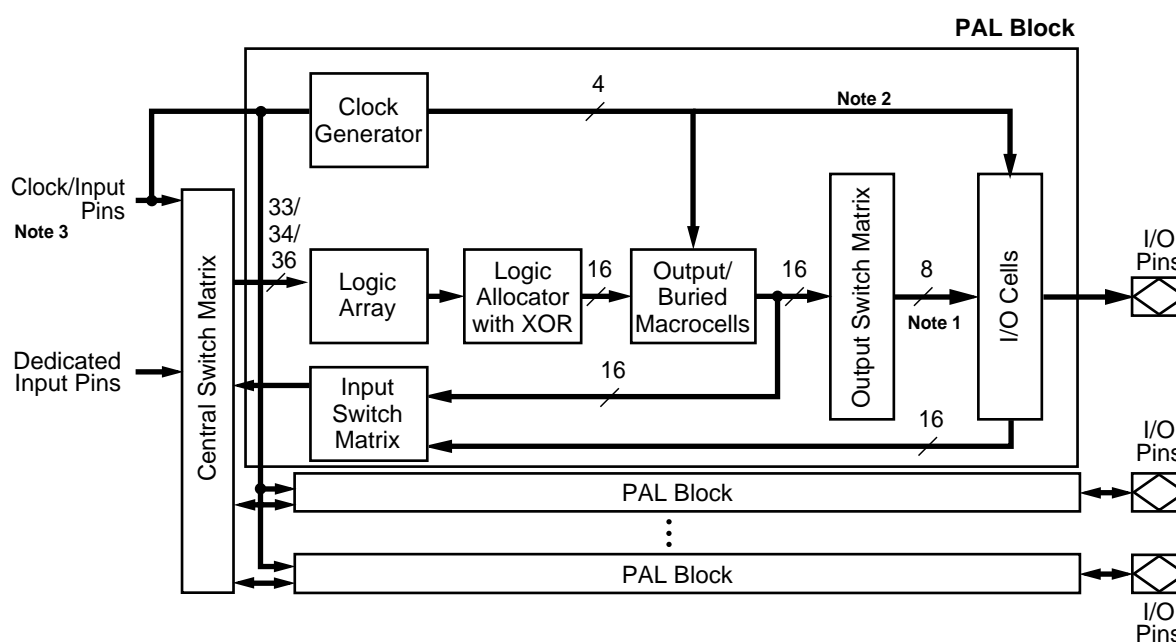 PAL Block
Clock
Generator
4
Note 2
Clock/Input
Pins
Note 3
33/
34/
36
Central Switch Matrix
Logic
Array
Logic
Allocator
with XOR
16
Output/
Buried
Macrocells
16
Output Switch Matrix
8
Note 1
I/O Cells
I/O
Pins
Dedicated
Input Pins
Input
Switch
Matrix
16
16
I/O
Pins
PAL Block
PAL Block
I/O
Pins